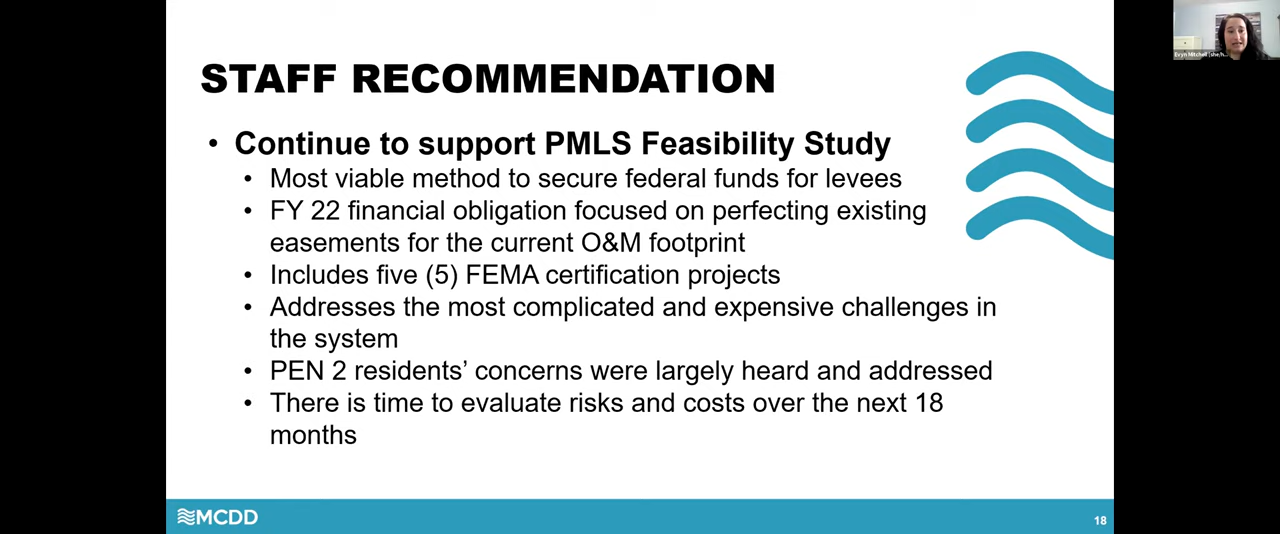 STAFF RECOMMENDATION
• Continue to support PMLS Feasibility Study
• Most viable method to secure federal funds for levees
• FY 22 financial obligation focused on perfecting existing
easements for the current O&M footprint
• Includes five (5) FEMA certification projects
• Addresses the most complicated and expensive challenges in
the system
• PEN 2 residents’ concerns were largely heard and addressed
• There is time to evaluate risks and costs over the next 18
months
MCDD
18
Evyn Mitchell (she/h...